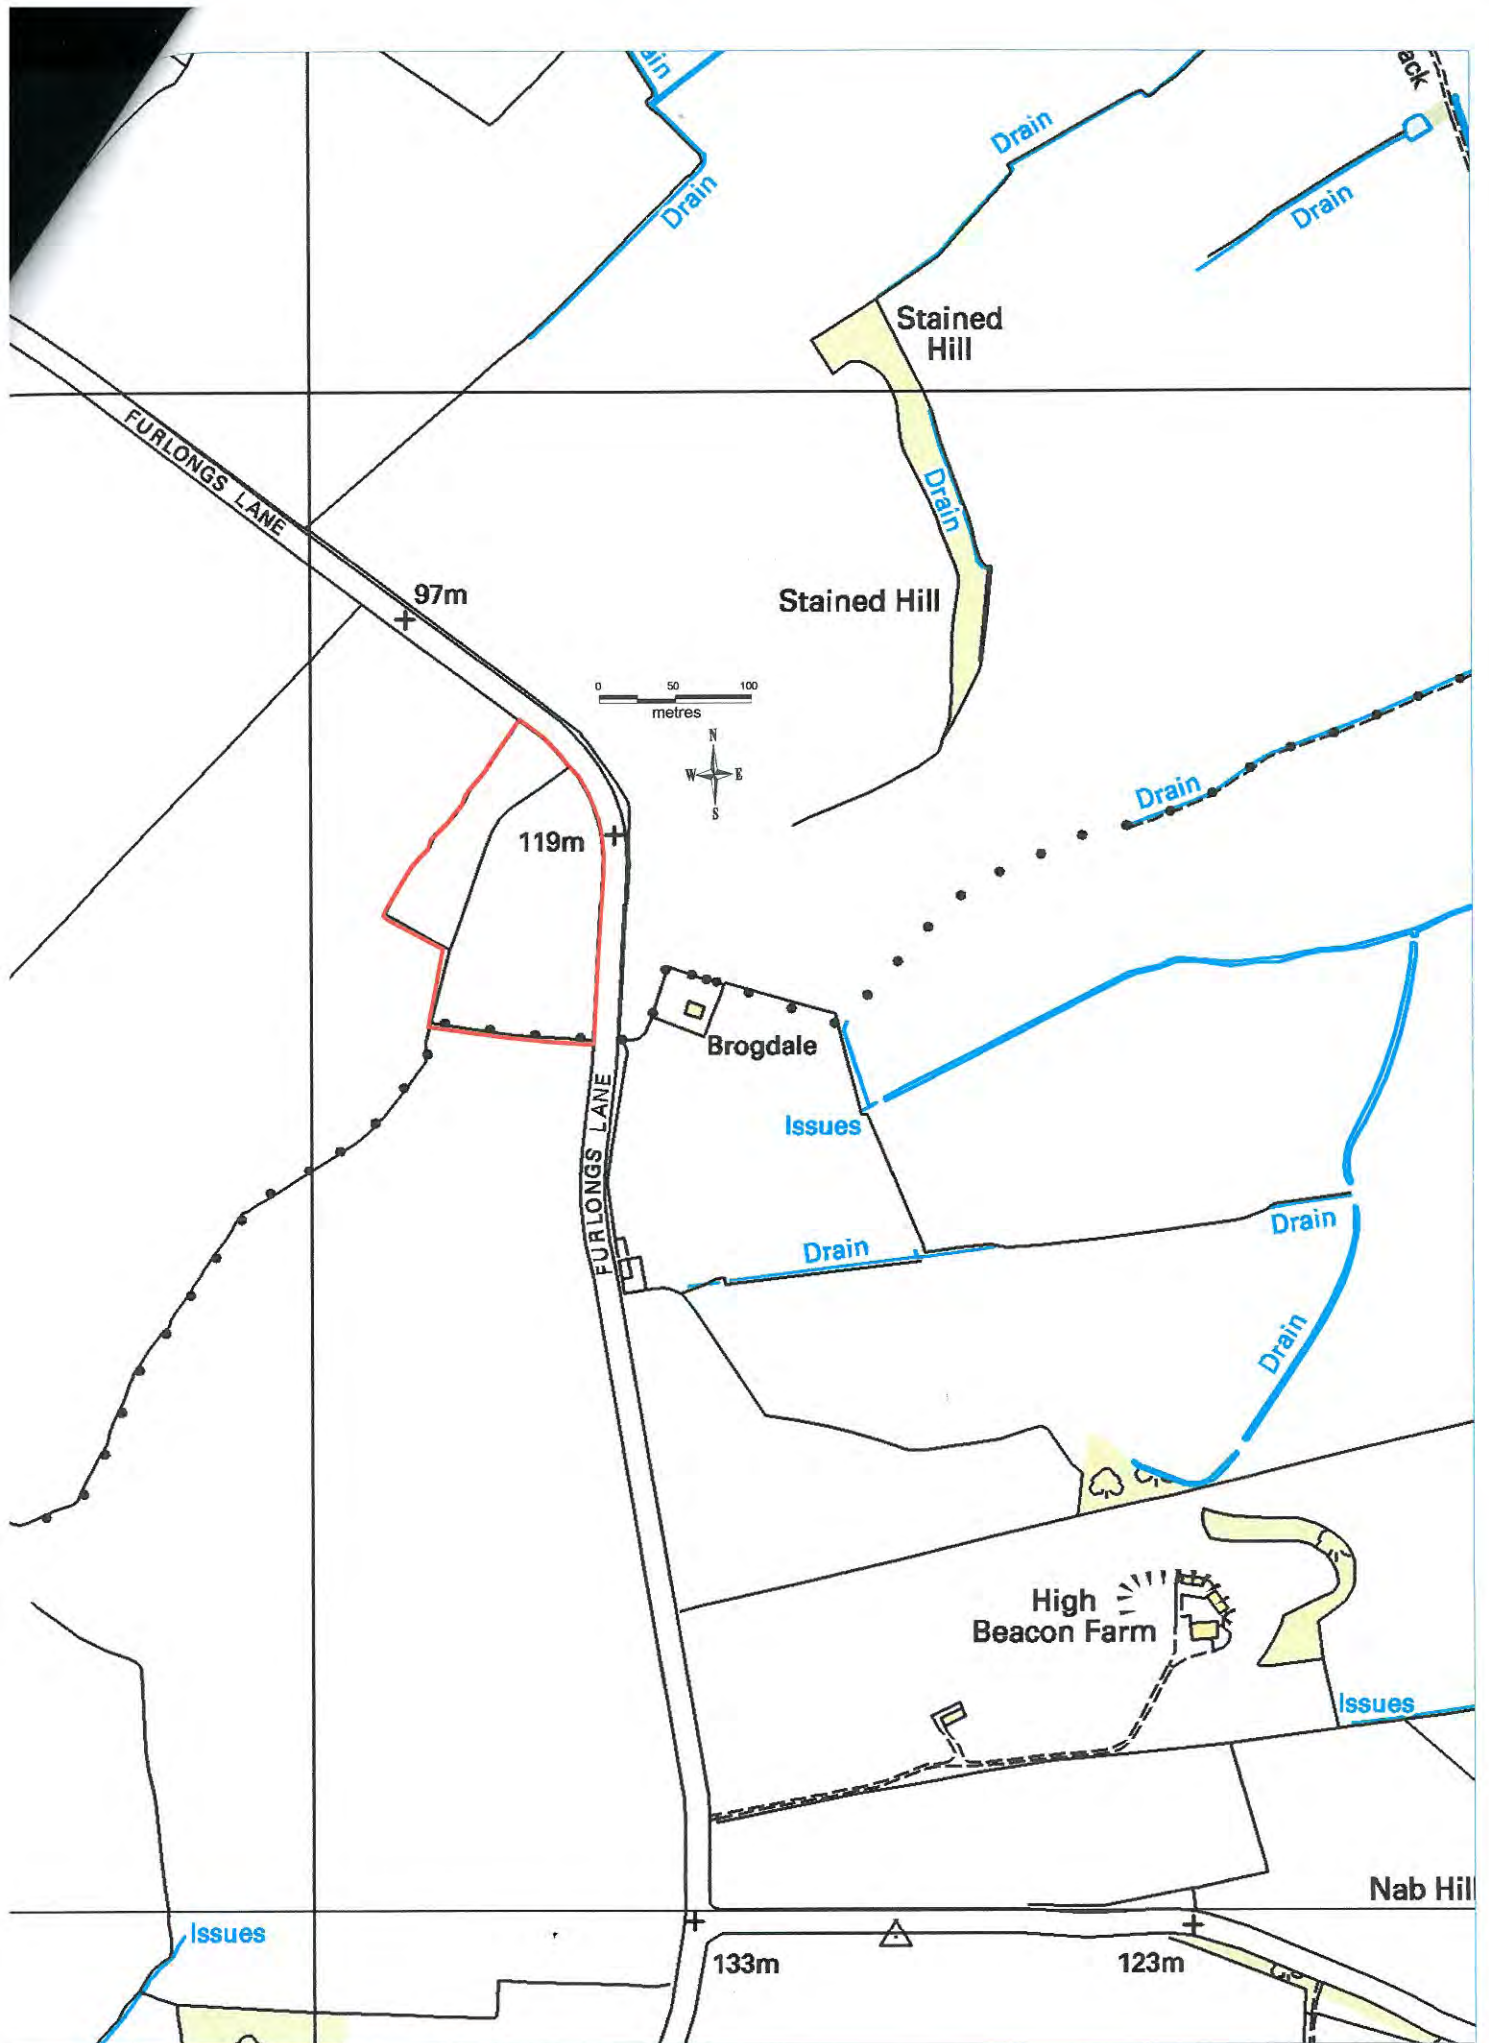 ain
ack
Drain
Drain
Drain
Stained
Hill
FURLONGS LANE
Drain
97m
Stained Hill
0 50 100
metres
N
W E
S
Drain
119m
Brogdale
FURLONGS LANE
Issues
Drain
Drain
Drain
High
Beacon Farm
Issues
Nab Hill
Issues
133m
123m